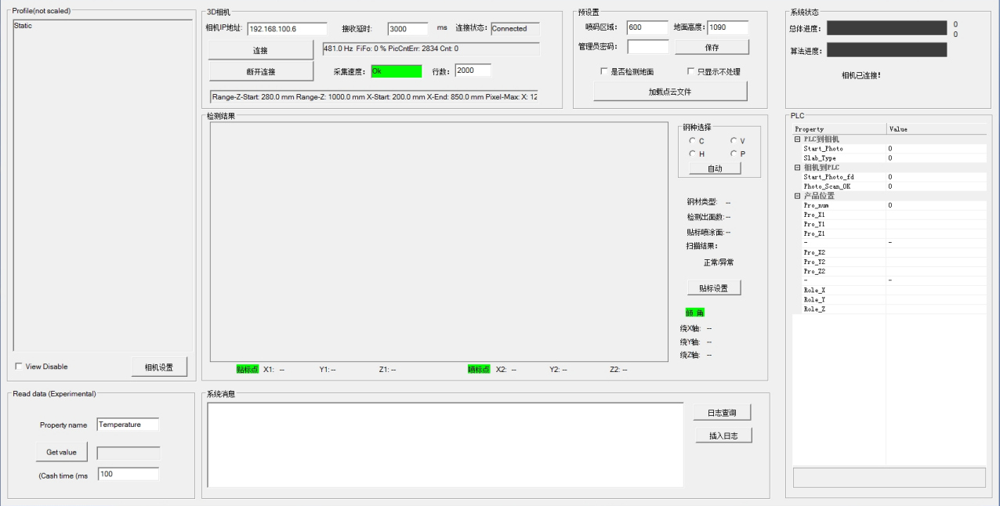 Profile(not scaled)
Static
View Disable
相机设置
3D相机
相机IP地址: 192.168.100.6 接收延时: 3000 ms 连接状态: Connected
连接
481.0 Hz FiFo: 0 % PicCntErr: 2834 Cnt: 0
断开连接
采集速度: Ok 行数: 2000
Range-Z-Start: 280.0 mm Range-Z: 1000.0 mm X-Start: 200.0 mm X-End: 850.0 mm Pixel-Max: X: 12
预设置
喷码区域: 600 地面高度: 1090
管理员密码: 保存
是否检测地面 只显示不处理
加载点云文件
系统状态
总体进度: 0
0
算法进度:
相机已连接!
检测结果
钢种选择
C V
H P
自动
钢材类型: --
检测出面数: --
贴标喷涂面: --
扫描结果:
正常/异常
贴标设置
倾 角
绕X轴: --
绕Y轴: --
绕Z轴: --
贴标点 X1: -- Y1: -- Z1: -- 喷标点 X2: -- Y2: -- Z2: --
PLC
Property Value
PLC到相机
Start_Photo 0
Slab_Type 0
相机到PLC
Start_Photo_fd 0
Photo_Scan_OK 0
产品位置
Pro_num 0
Pro_X1
Pro_Y1
Pro_Z1
- -
Pro_X2
Pro_Y2
Pro_Z2
- -
Role_X
Role_Y
Role_Z
Read data (Experimental)
Property name Temperature
Get value
(Cash time (ms 100
系统消息
日志查询
插入日志